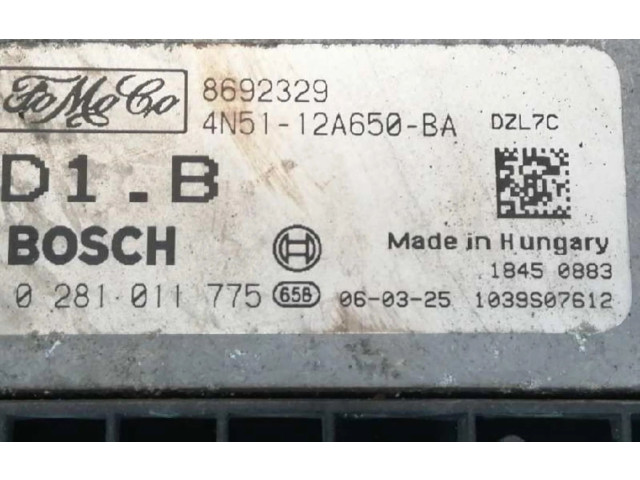 FoMoCo
8692329
4N51-12A650-BA
DZL7C
D1.B
BOSCH
Made in Hungary
1845 0883
0 281 011 775 65B 06-03-25 1039S07612